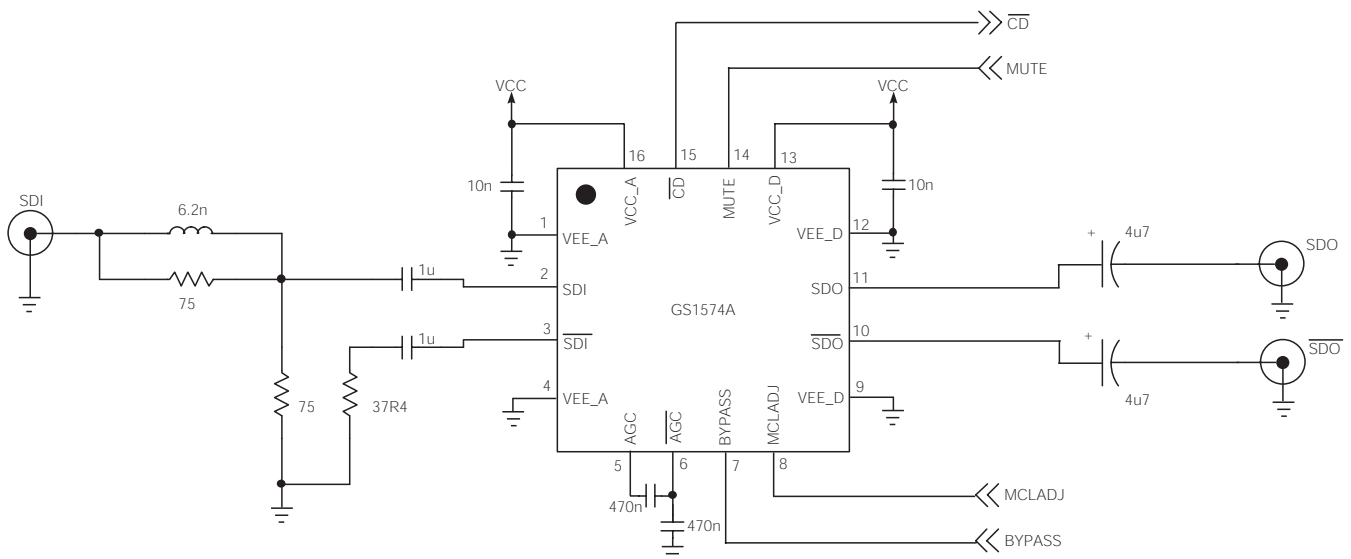 CD
MUTE
VCC
VCC
16
15
14
13
10n
10n
VCC_A
CD
MUTE
VCC_D
SDI
6.2n
1
VEE_A
VEE_D
12
+
4u7
SDO
75
1u
2
SDI
SDO
11
GS1574A
1u
3
SDI
SDO
10
+
SDO
4u7
75
37R4
4
VEE_A
VEE_D
9
AGC
AGC
BYPASS
MCLADJ
5
6
7
8
470n
470n
MCLADJ
BYPASS